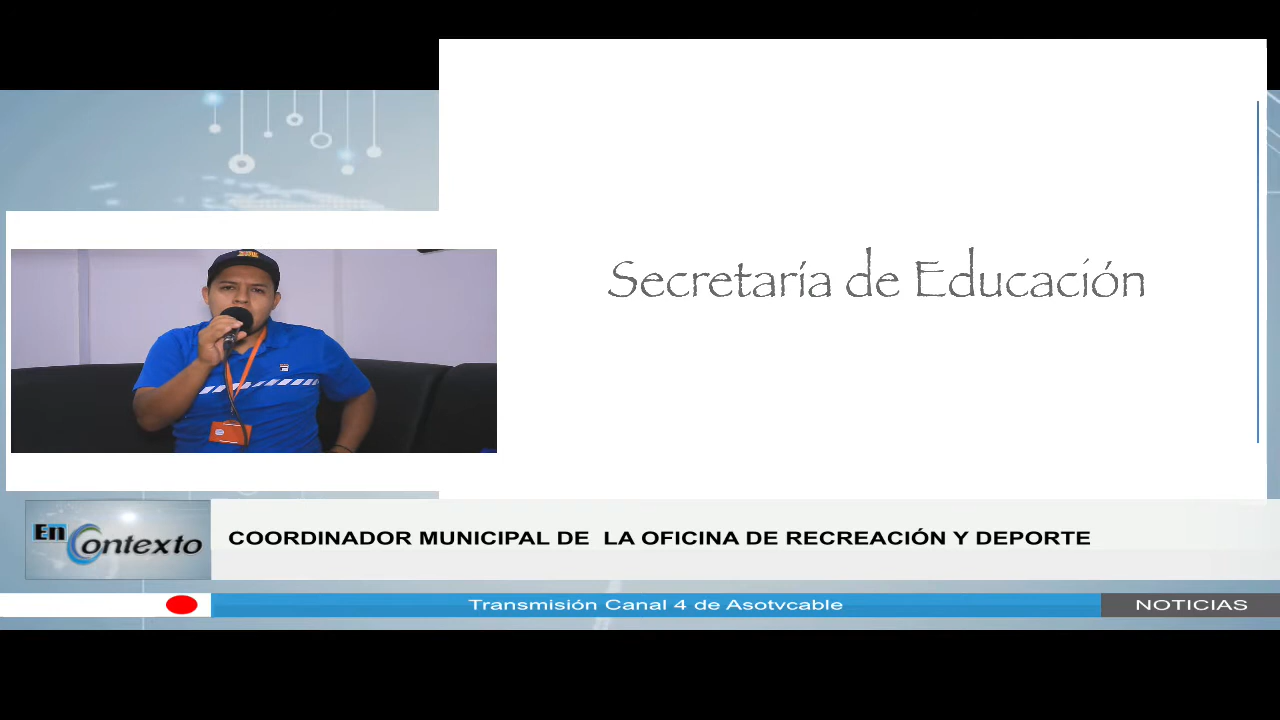 Secretaría de Educación
En
Contexto
COORDINADOR MUNICIPAL DE LA OFICINA DE RECREACIÓN Y DEPORTE
Transmisión Canal 4 de Asotvcable
NOTICIAS